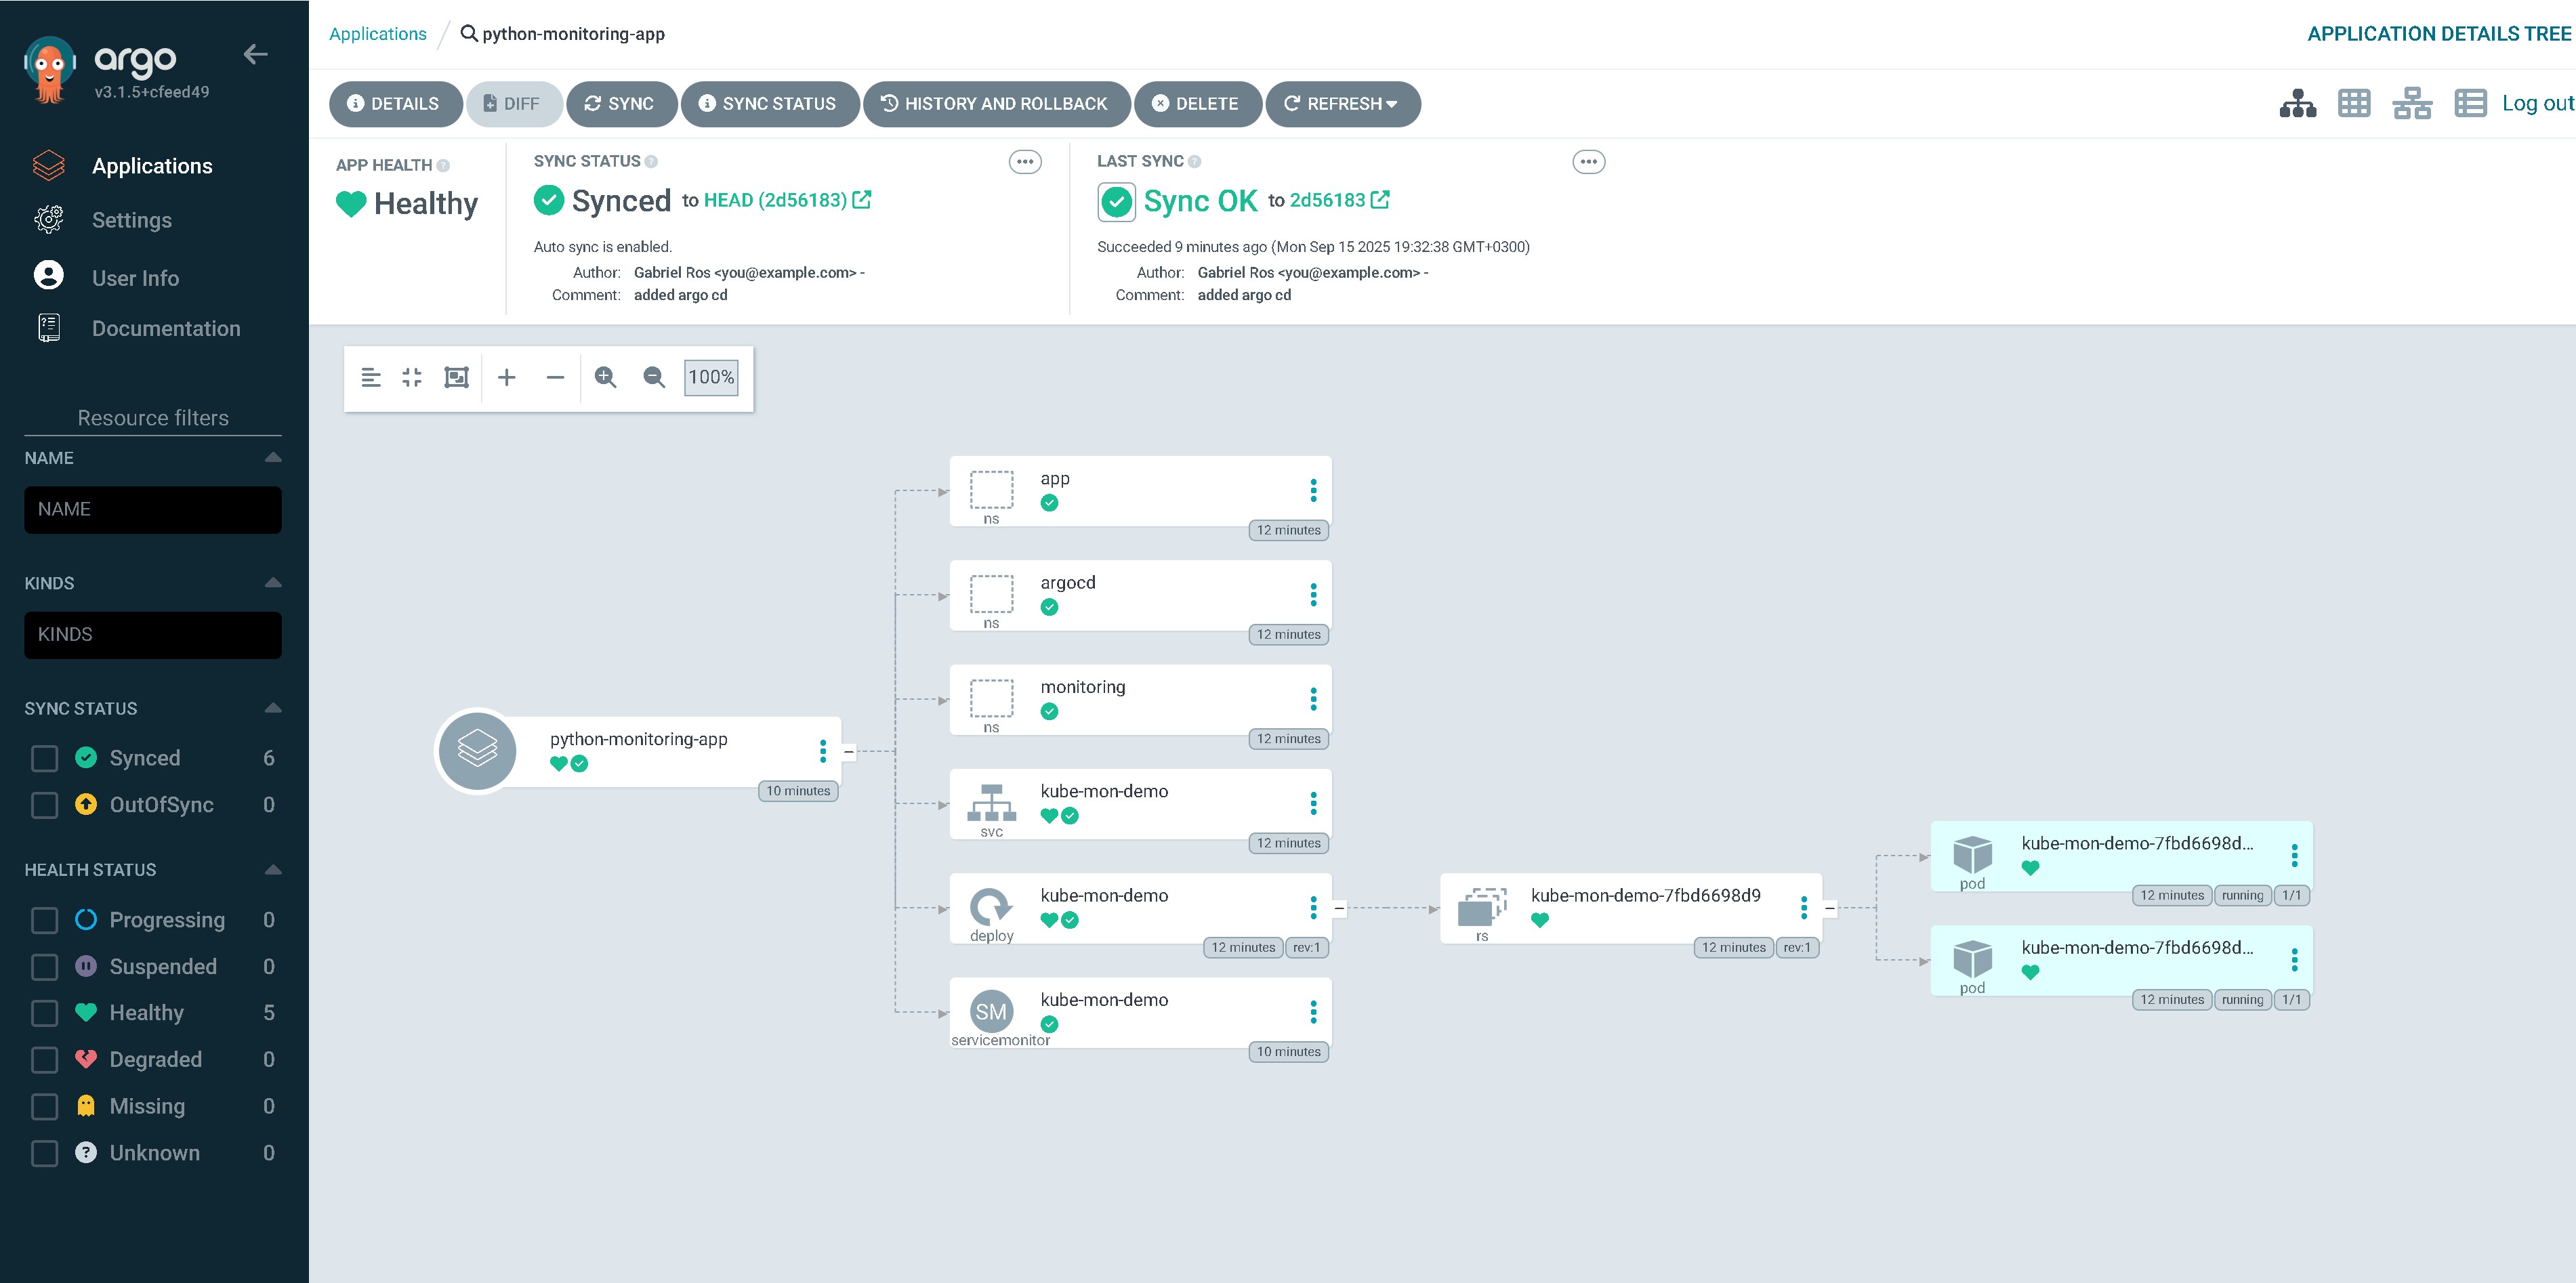 argo
v3.1.5+cfeed49
Applications
Settings
User Info
Documentation
Resource filters
NAME
NAME
KINDS
KINDS
SYNC STATUS
Synced 6
OutOfSync 0
HEALTH STATUS
Progressing 0
Suspended 0
Healthy 5
Degraded 0
Missing 0
Unknown 0
Applications / python-monitoring-app
APPLICATION DETAILS TREE
DETAILS DIFF SYNC SYNC STATUS HISTORY AND ROLLBACK DELETE REFRESH
Log out
APP HEALTH
Healthy
SYNC STATUS
Synced to HEAD (2d56183)
Auto sync is enabled.
Author: Gabriel Ros <you@example.com> -
Comment: added argo cd
LAST SYNC
Sync OK to 2d56183
Succeeded 9 minutes ago (Mon Sep 15 2025 19:32:38 GMT+0300)
Author: Gabriel Ros <you@example.com> -
Comment: added argo cd
100%
python-monitoring-app
10 minutes
app
ns
12 minutes
argocd
ns
12 minutes
monitoring
ns
12 minutes
kube-mon-demo
svc
12 minutes
kube-mon-demo
deploy
12 minutes rev:1
SM
kube-mon-demo
servicemonitor
10 minutes
kube-mon-demo-7fbd6698d9
rs
12 minutes rev:1
kube-mon-demo-7fbd6698d...
pod
12 minutes running 1/1
kube-mon-demo-7fbd6698d...
pod
12 minutes running 1/1